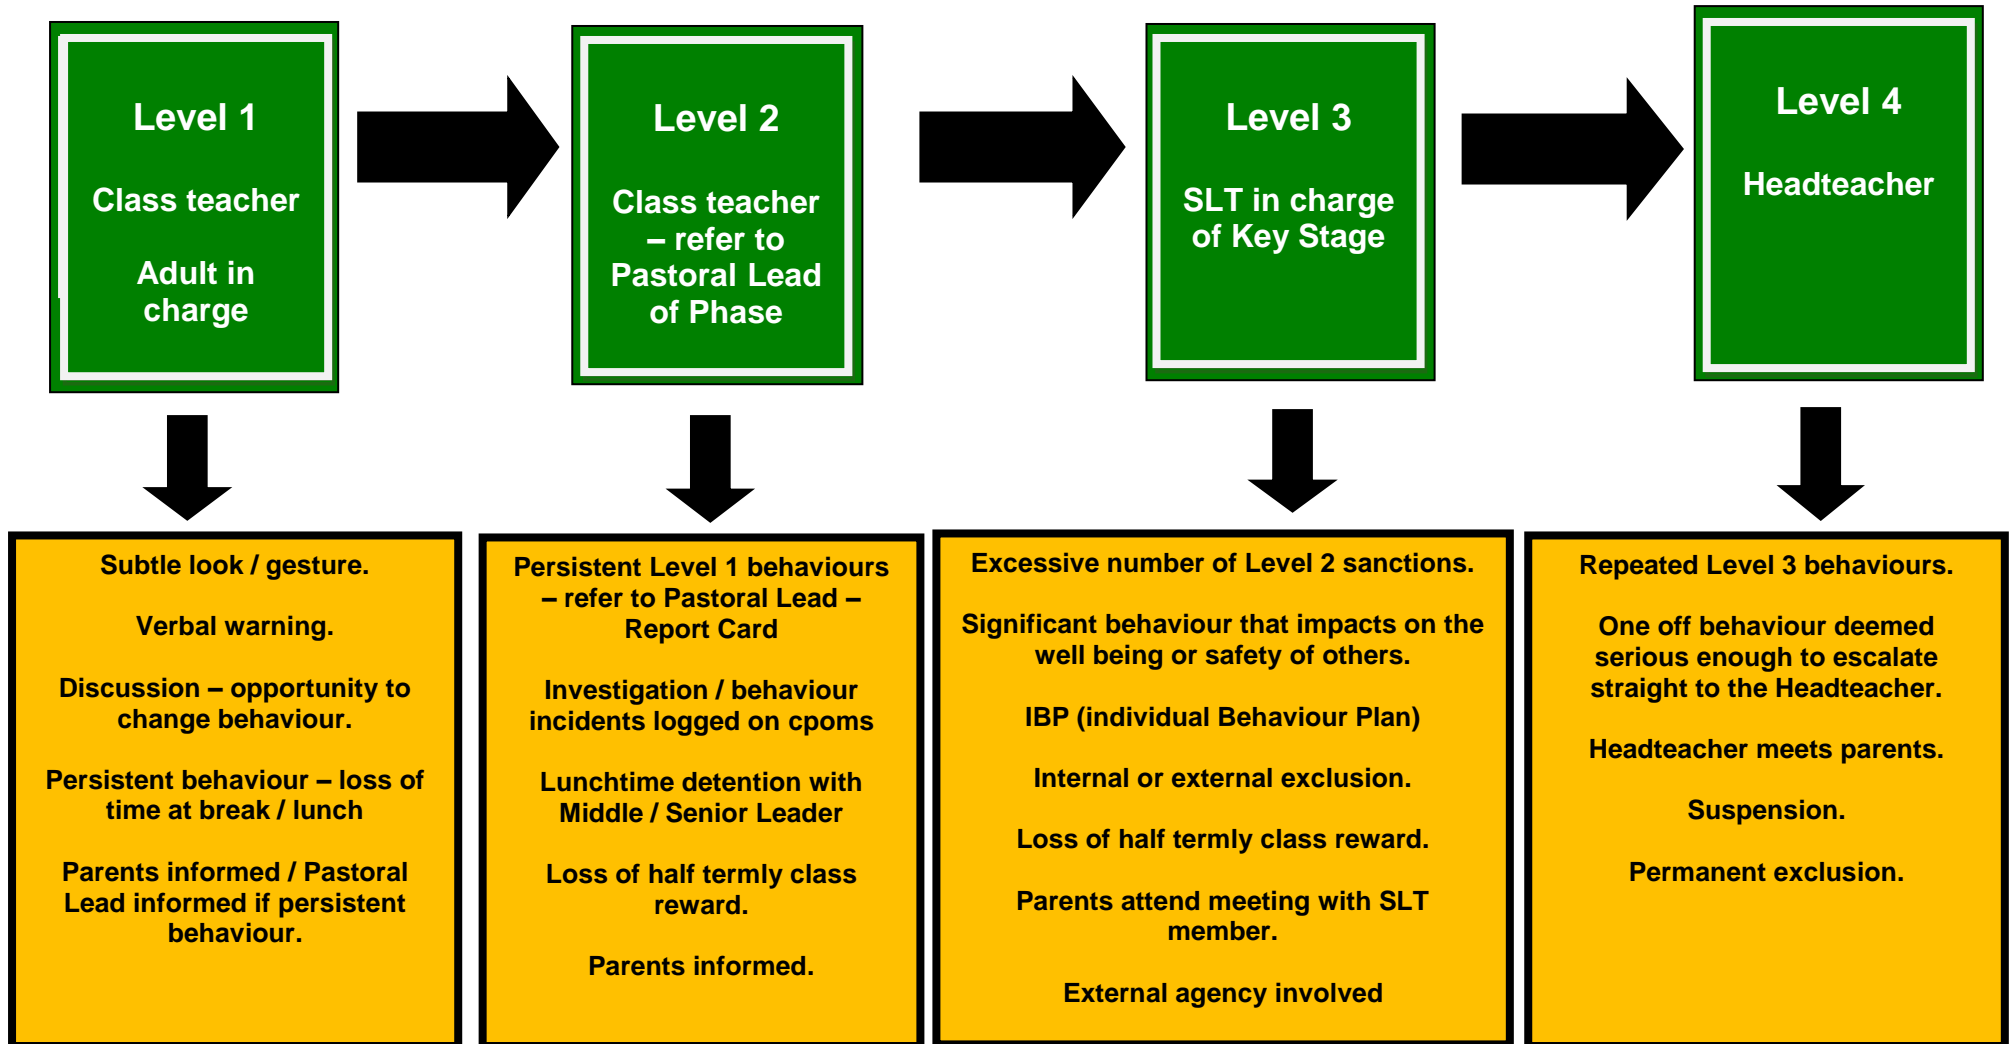 Level 1
Class teacher
Adult in
charge
Level 2
Class teacher
– refer to
Pastoral Lead
of Phase
Level 3
SLT in charge
of Key Stage
Level 4
Headteacher
Subtle look / gesture.
Verbal warning.
Discussion – opportunity to
change behaviour.
Persistent behaviour – loss of
time at break / lunch
Parents informed / Pastoral
Lead informed if persistent
behaviour.
Persistent Level 1 behaviours
– refer to Pastoral Lead –
Report Card
Investigation / behaviour
incidents logged on cpoms
Lunchtime detention with
Middle / Senior Leader
Loss of half termly class
reward.
Parents informed.
Excessive number of Level 2 sanctions.
Significant behaviour that impacts on the
well being or safety of others.
IBP (individual Behaviour Plan)
Internal or external exclusion.
Loss of half termly class reward.
Parents attend meeting with SLT
member.
External agency involved
Repeated Level 3 behaviours.
One off behaviour deemed
serious enough to escalate
straight to the Headteacher.
Headteacher meets parents.
Suspension.
Permanent exclusion.